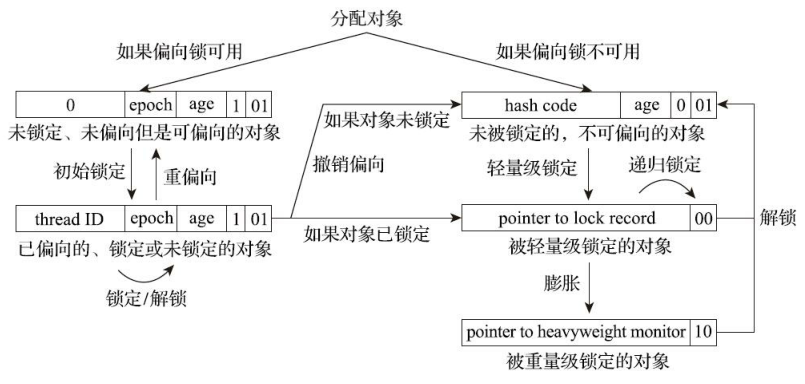 分配对象
如果偏向锁可用
如果偏向锁不可用
0 epoch age 1 01
未锁定、未偏向但是可偏向的对象
hash code age 0 01
未被锁定的，不可偏向的对象
如果对象未锁定
初始锁定
重偏向
撤销偏向
轻量级锁定
递归锁定
thread ID epoch age 1 01
已偏向的、锁定或未锁定的对象
如果对象已锁定
pointer to lock record 00
被轻量级锁定的对象
解锁
锁定/解锁
膨胀
pointer to heavyweight monitor 10
被重量级锁定的对象